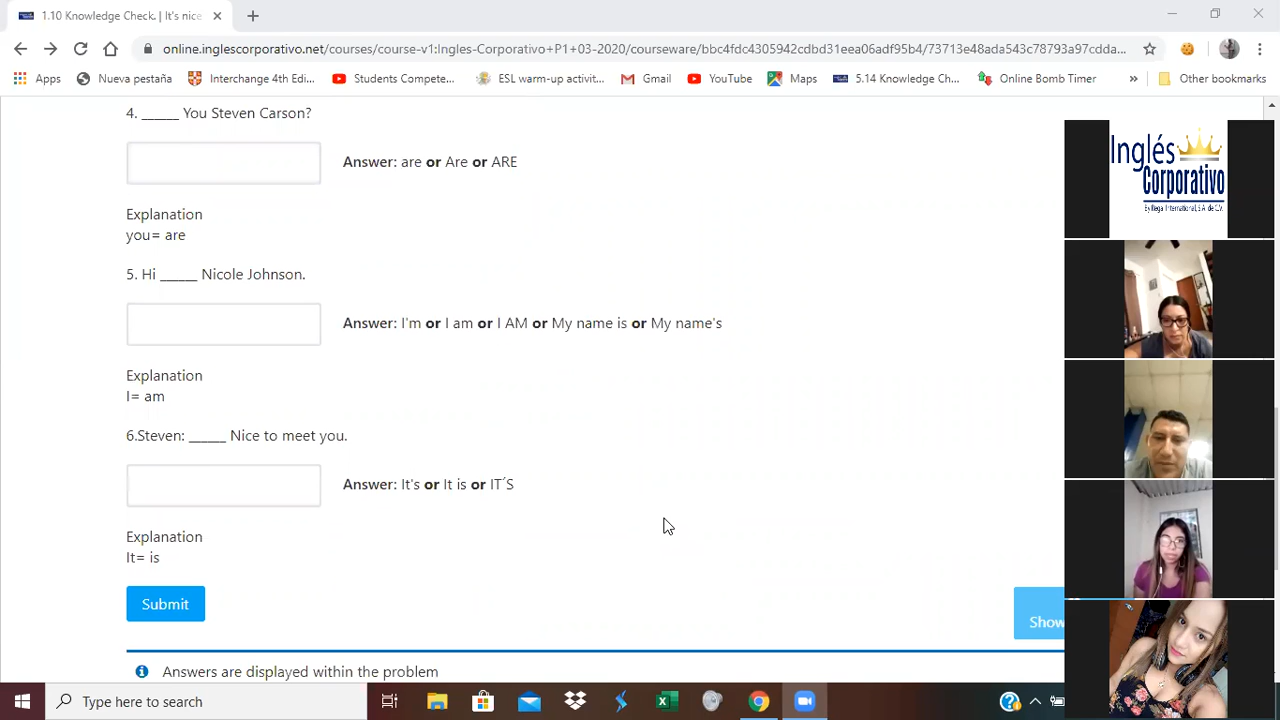 1.10 Knowledge Check. | It's nice
online.inglescorporativo.net/courses/course-v1:Ingles-Corporativo+P1+03-2020/courseware/bbc4fdc4305942cdbd31eea06adf95b4/73713e48ada543c78793a97cdda...
Apps Nueva pestaña Interchange 4th Edi... Students Compete... ESL warm-up activit... Gmail YouTube Maps 5.14 Knowledge Ch... Online Bomb Timer » Other bookmarks
4. ______ You Steven Carson?
Answer: are or Are or ARE
Explanation
you= are
5. Hi ______ Nicole Johnson.
Answer: I'm or I am or I AM or My name is or My name's
Explanation
I= am
6.Steven: ______ Nice to meet you.
Answer: It's or It is or IT´S
Explanation
It= is
Submit
Show
Answers are displayed within the problem
Inglés
Corporativo
Type here to search